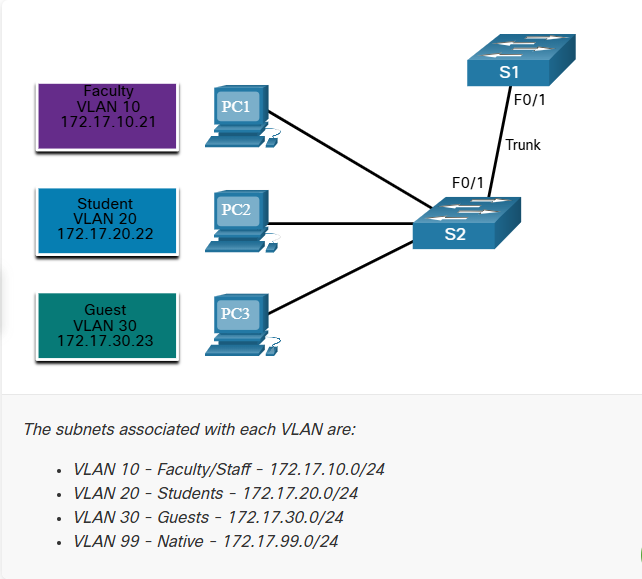 S1
F0/1
Trunk
F0/1
S2
Faculty
VLAN 10
172.17.10.21
PC1
Student
VLAN 20
172.17.20.22
PC2
Guest
VLAN 30
172.17.30.23
PC3
The subnets associated with each VLAN are:
• VLAN 10 – Faculty/Staff – 172.17.10.0/24
• VLAN 20 – Students – 172.17.20.0/24
• VLAN 30 – Guests – 172.17.30.0/24
• VLAN 99 – Native – 172.17.99.0/24